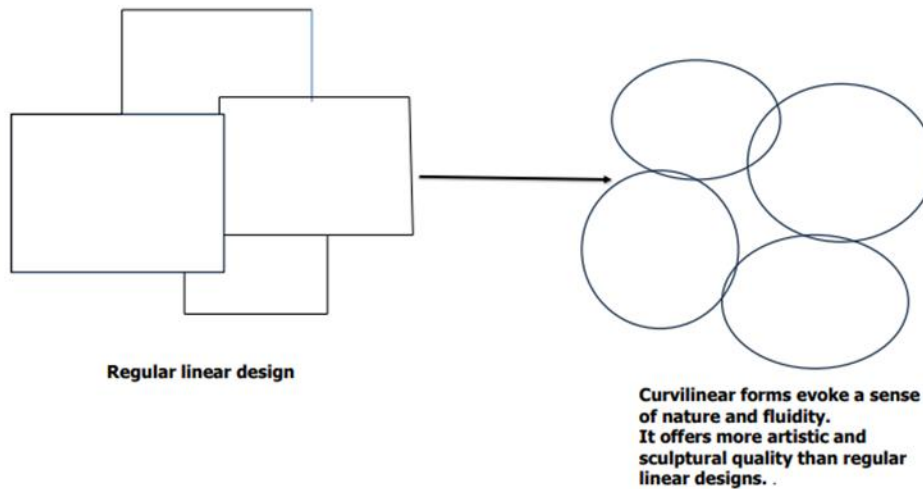 Regular linear design
Curvilinear forms evoke a sense
of nature and fluidity.
It offers more artistic and
sculptural quality than regular
linear designs. .